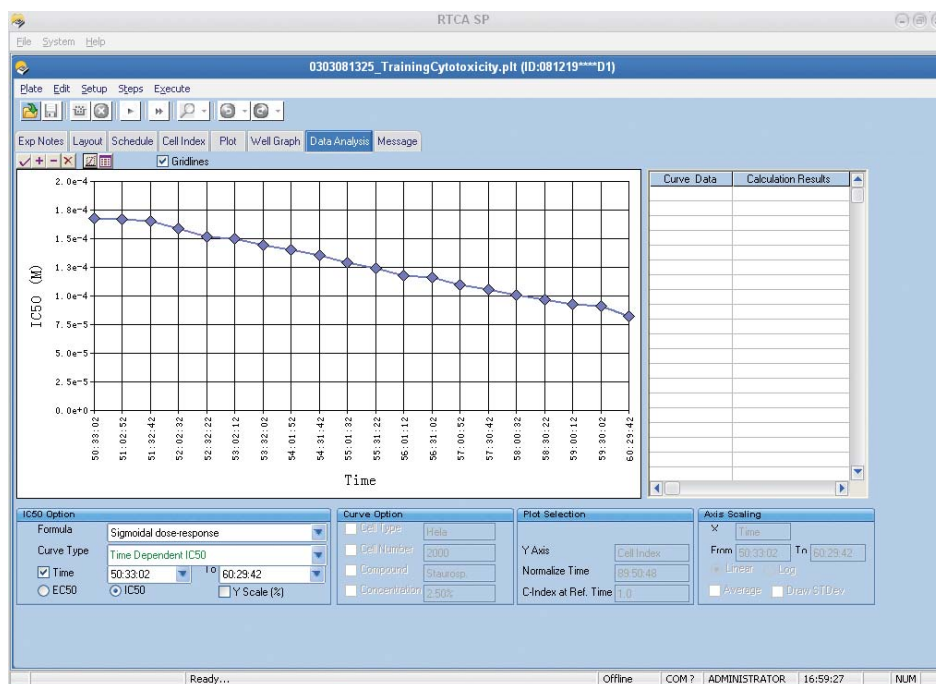 RTCA SP
File System Help
0303081325_TrainingCytotoxicity.plt (ID:081219****D1)
Plate Edit Setup Steps Execute
Exp Notes Layout Schedule Cell Index Plot Well Graph Data Analysis Message
Gridlines
Curve Data Calculation Results
2.0e-4
1.8e-4
1.5e-4
1.3e-4
1.0e-4
7.5e-5
5.0e-5
2.5e-5
0.0e+0
IC50 (M)
50:33:02
51:02:52
51:32:42
52:02:32
52:32:22
53:02:12
53:32:02
54:01:52
54:31:42
55:01:32
55:31:22
56:01:12
56:31:02
57:00:52
57:30:42
58:00:32
58:30:22
59:00:12
59:30:02
60:29:42
Time
IC50 Option
Formula Sigmoidal dose-response
Curve Type Time Dependent IC50
Time 50:33:02 To 60:29:42
EC50 IC50 Y Scale (%)
Curve Option
Cell Type Hela
Cell Number 2000
Compound Staurosp.
Concentration 2.50%
Plot Selection
Y Axis Cell Index
Normalize Time 89:50:48
C-Index at Ref. Time 1.0
Axis Scaling
X Time
From 50:33:02 To 60:29:42
Linear Log
Average Draw STDev
Ready... Offline COM ? ADMINISTRATOR 16:59:27 NUM